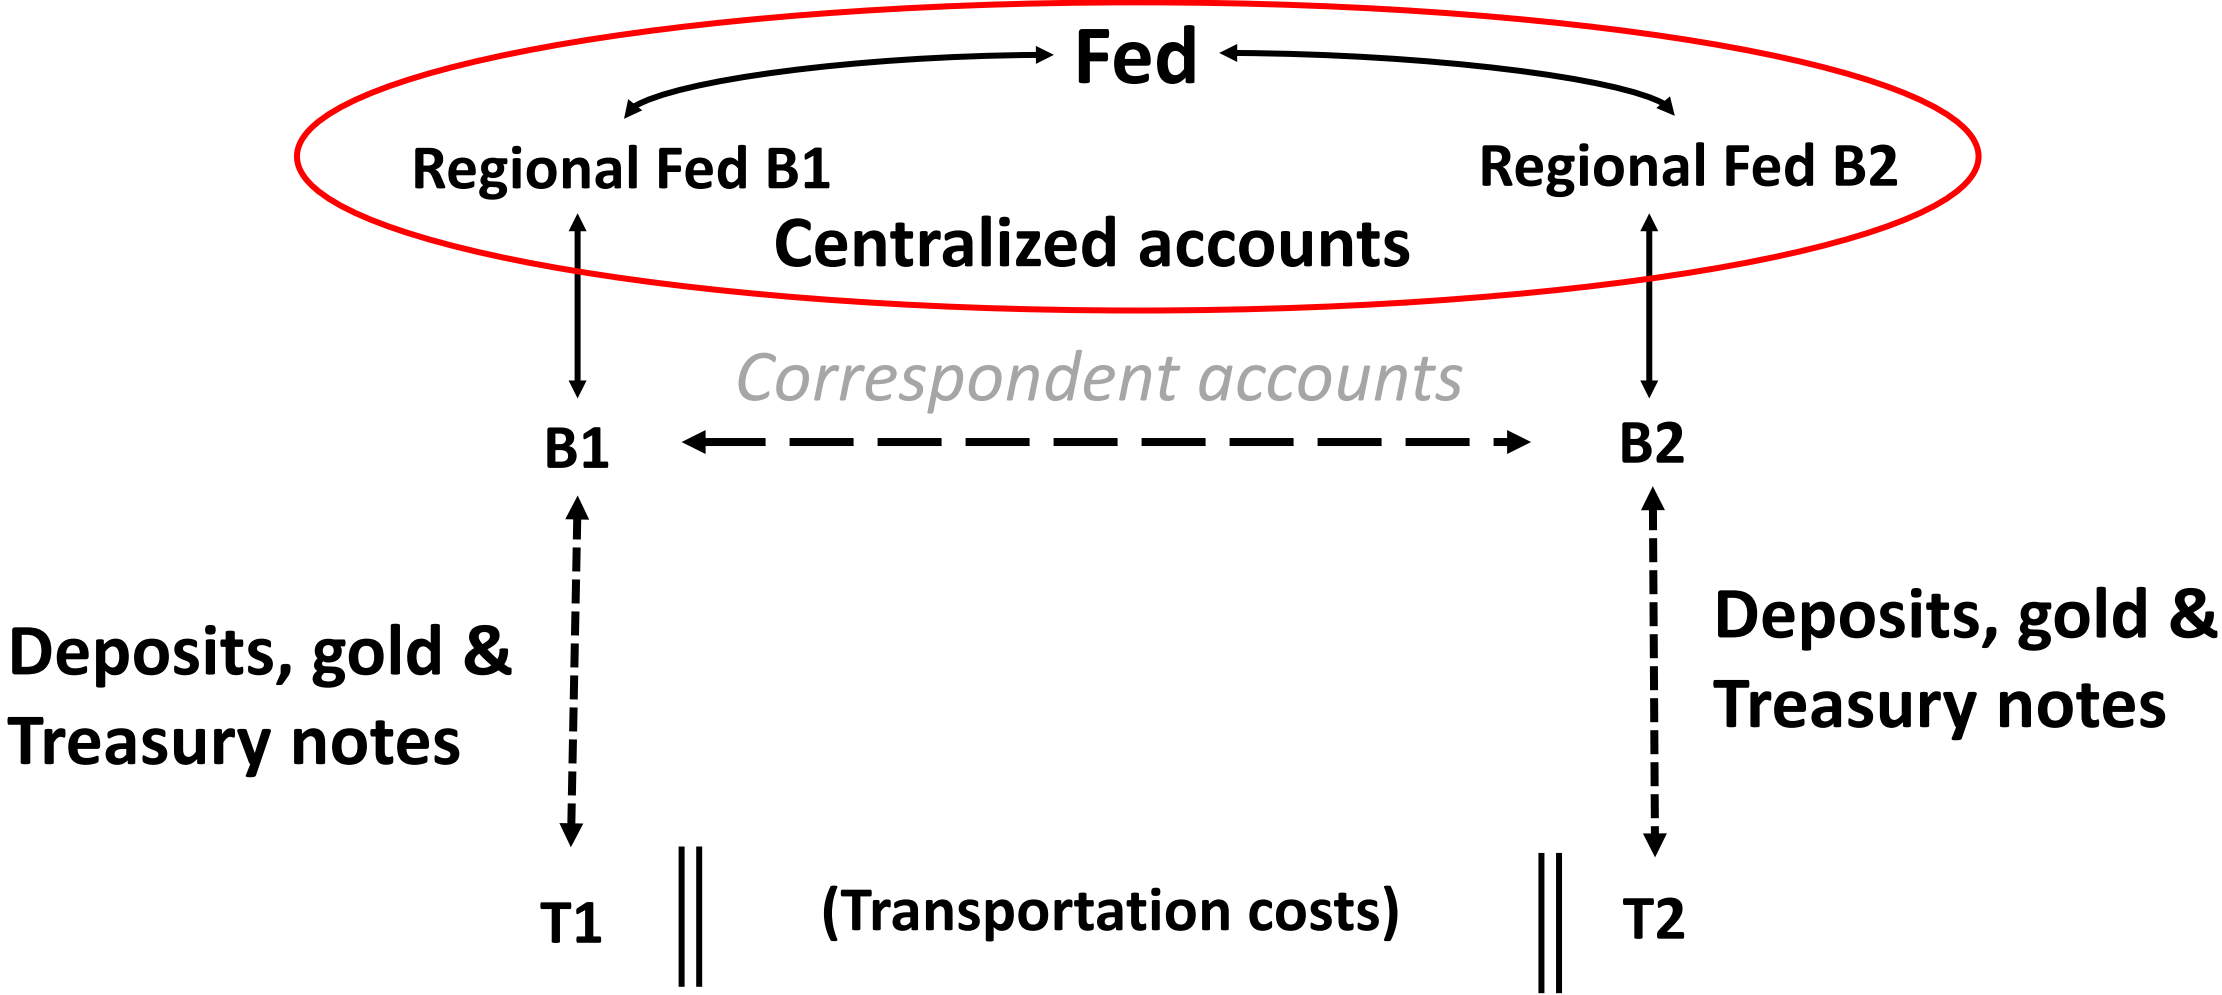 Fed
Regional Fed B1
Regional Fed B2
Centralized accounts
Correspondent accounts
B1
B2
Deposits, gold &
Treasury notes
Deposits, gold &
Treasury notes
T1
(Transportation costs)
T2